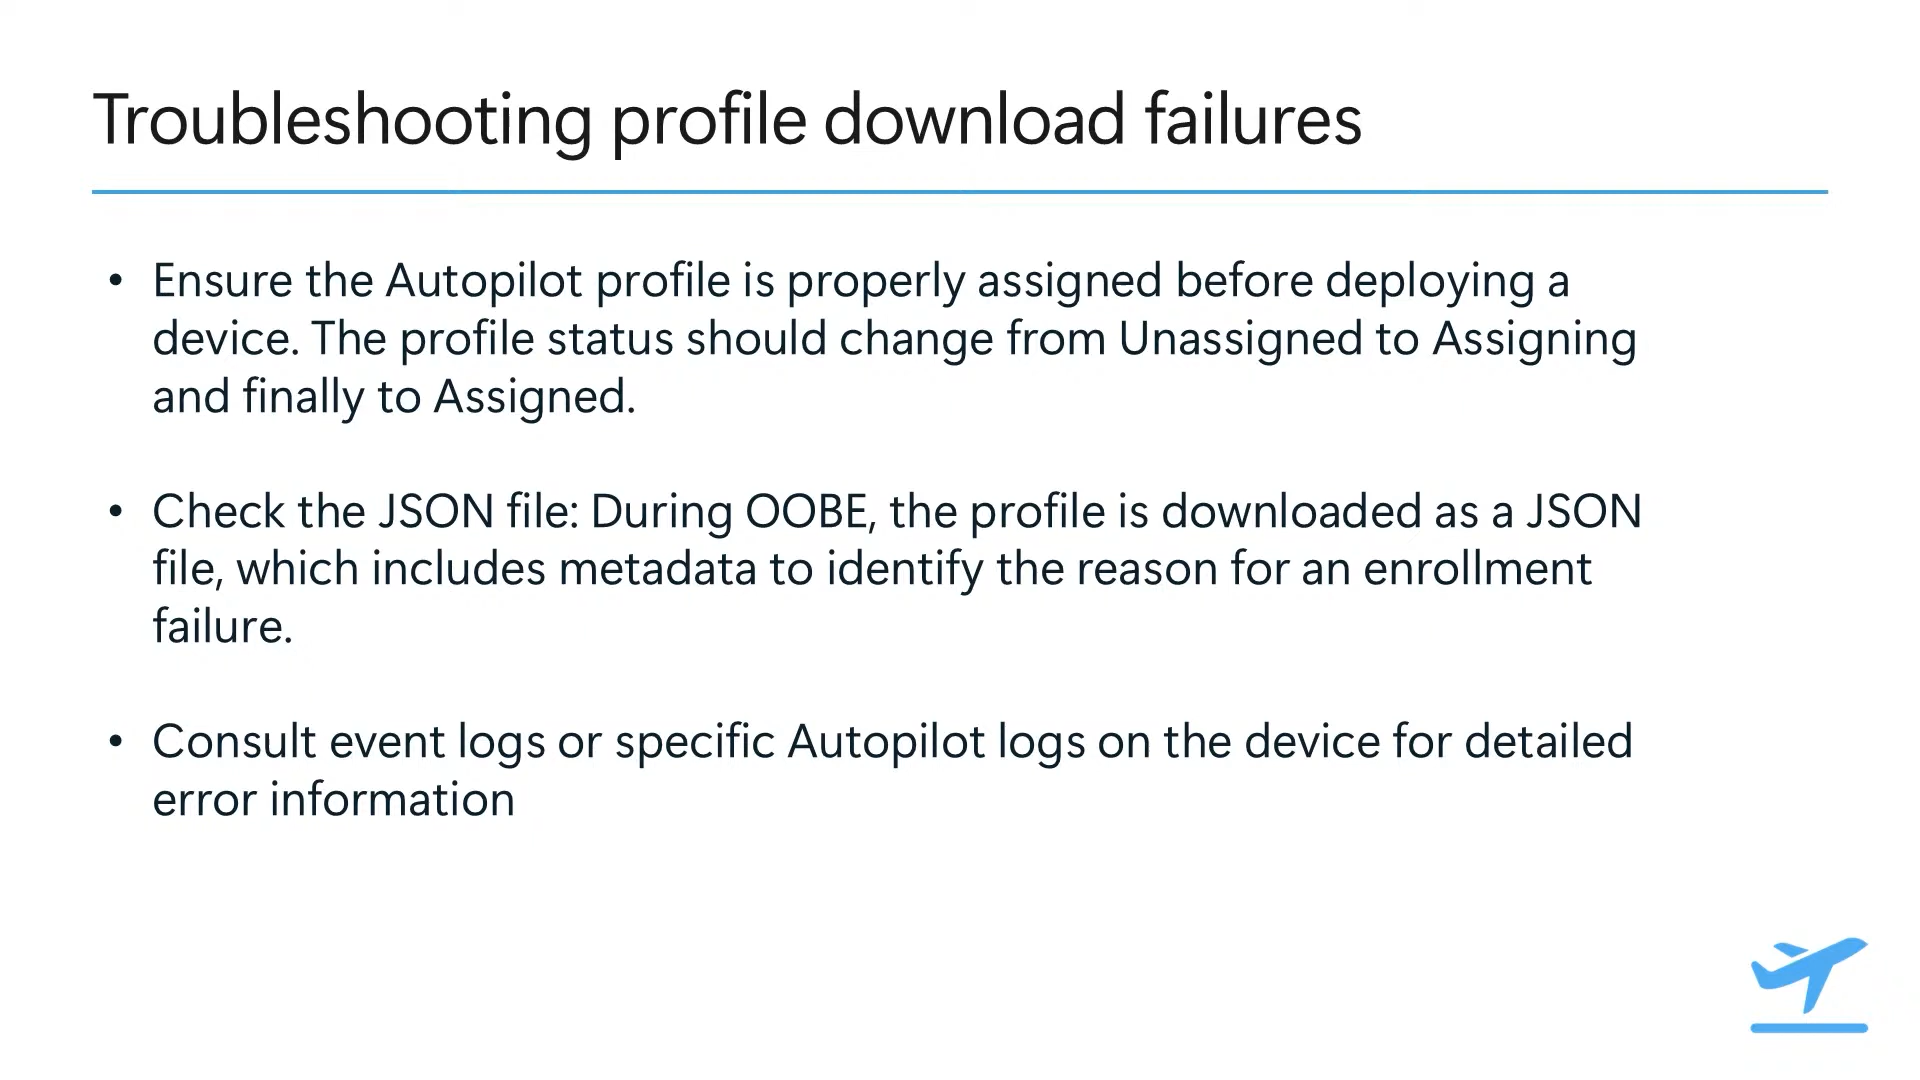 Troubleshooting profile download failures
• Ensure the Autopilot profile is properly assigned before deploying a
device. The profile status should change from Unassigned to Assigning
and finally to Assigned.
• Check the JSON file: During OOBE, the profile is downloaded as a JSON
file, which includes metadata to identify the reason for an enrollment
failure.
• Consult event logs or specific Autopilot logs on the device for detailed
error information